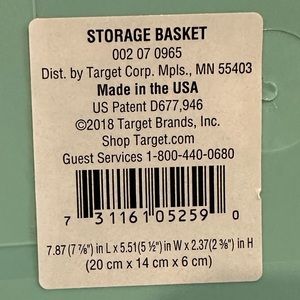 STORAGE BASKET
002 07 0965
Dist. by Target Corp. Mpls., MN 55403
Made in the USA
US Patent D677,946
©2018 Target Brands, Inc.
Shop Target.com
Guest Services 1-800-440-0680
7 31161 05259 0
7.87 (7 ⅞") in L x 5.51(5 ½") in W x 2.37(2 ⅜") in H
(20 cm x 14 cm x 6 cm)